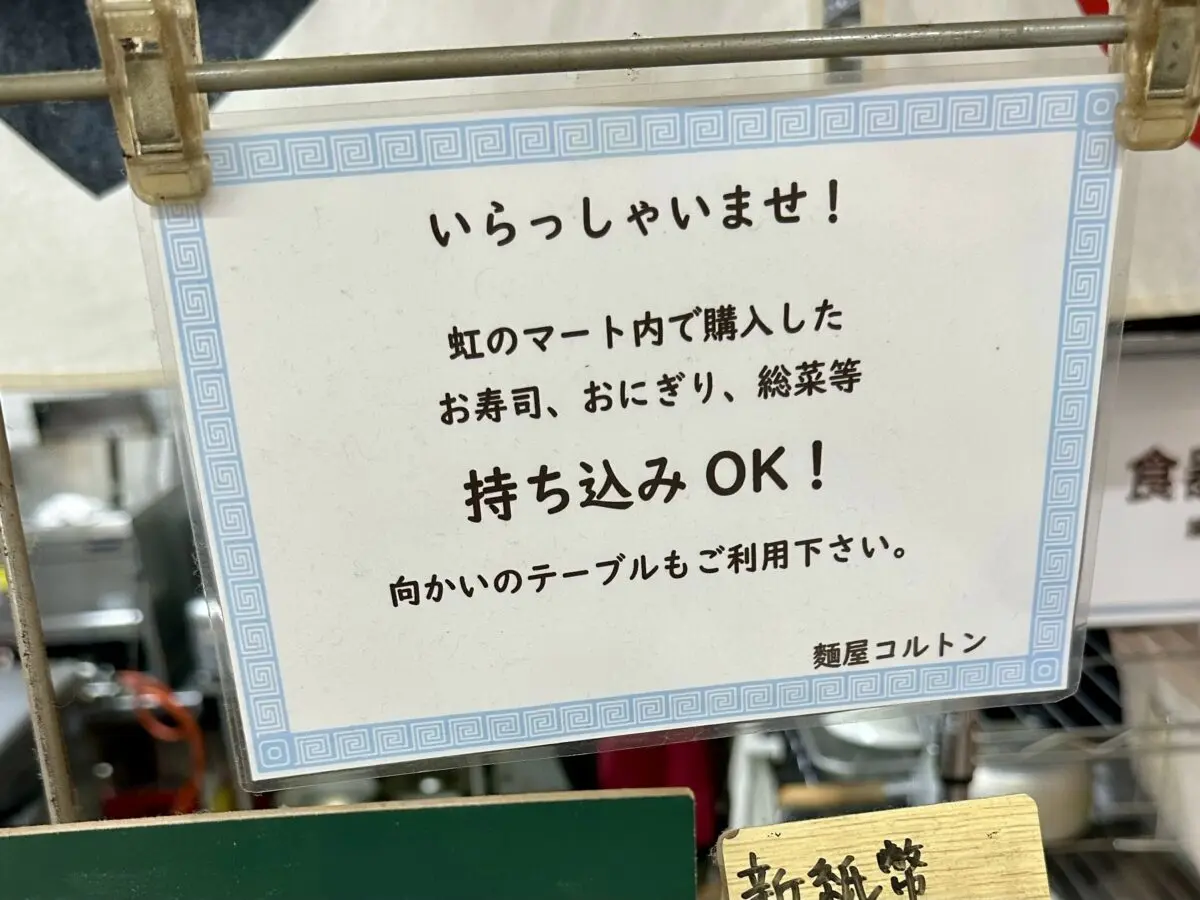 いらっしゃいませ！
虹のマート内で購入した
お寿司、おにぎり、総菜等
持ち込みOK！
向かいのテーブルもご利用下さい。
麵屋コルトン
食器
新紙幣